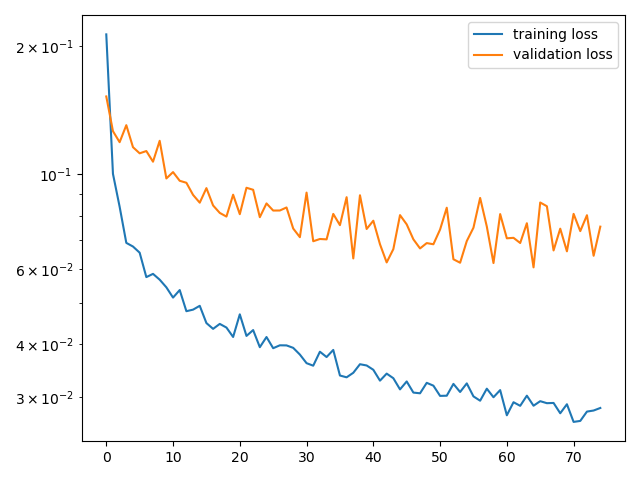 training loss
validation loss
2 × 10⁻¹
10⁻¹
6 × 10⁻²
4 × 10⁻²
3 × 10⁻²
0 10 20 30 40 50 60 70